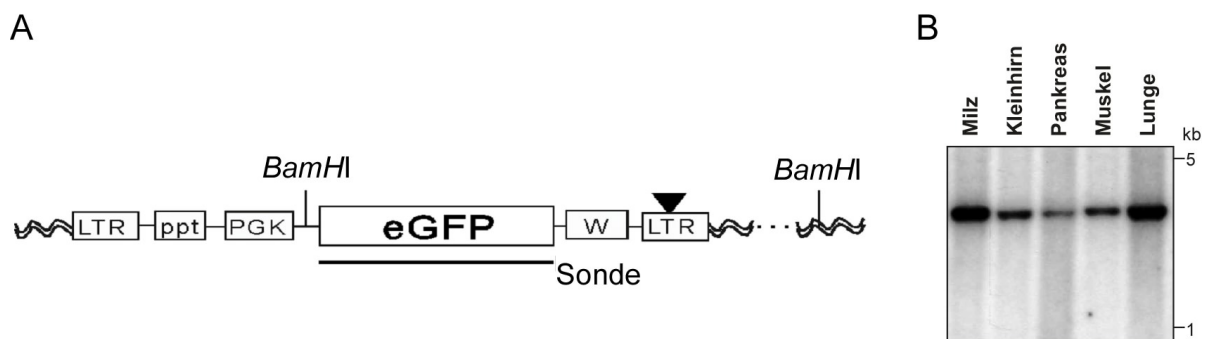 A
BamHI
BamHI
LTR
ppt
PGK
eGFP
W
LTR
Sonde
B
Milz
Kleinhirn
Pankreas
Muskel
Lunge
kb
5
1